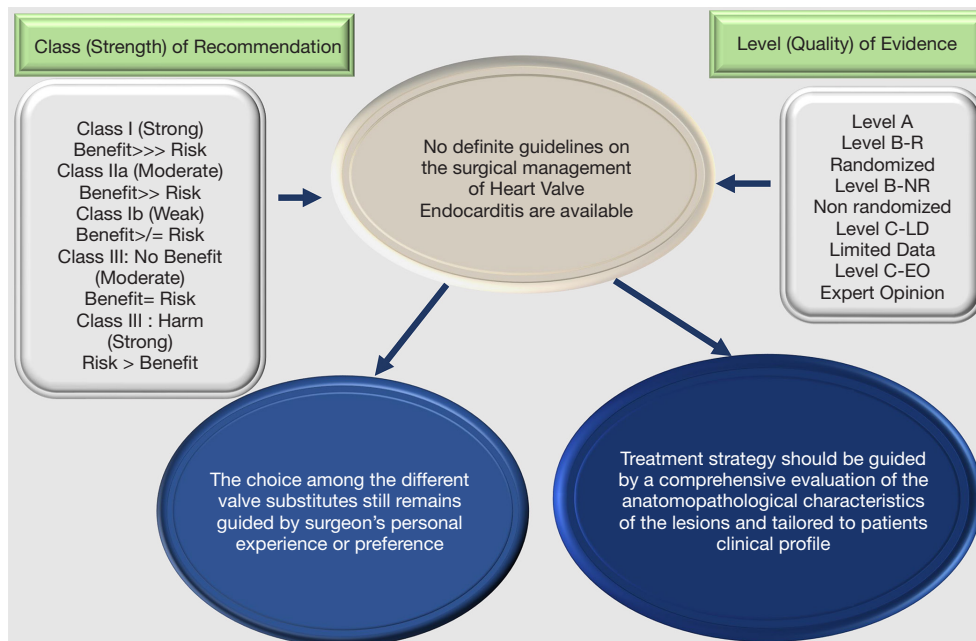 Class (Strength) of Recommendation
Class I (Strong)
Benefit>>> Risk
Class IIa (Moderate)
Benefit>> Risk
Class Ib (Weak)
Benefit>/= Risk
Class III: No Benefit
(Moderate)
Benefit= Risk
Class III : Harm
(Strong)
Risk > Benefit
No definite guidelines on
the surgical management
of Heart Valve
Endocarditis are available
Level (Quality) of Evidence
Level A
Level B-R
Randomized
Level B-NR
Non randomized
Level C-LD
Limited Data
Level C-EO
Expert Opinion
The choice among the different
valve substitutes still remains
guided by surgeon’s personal
experience or preference
Treatment strategy should be guided
by a comprehensive evaluation of the
anatomopathological characteristics
of the lesions and tailored to patients
clinical profile